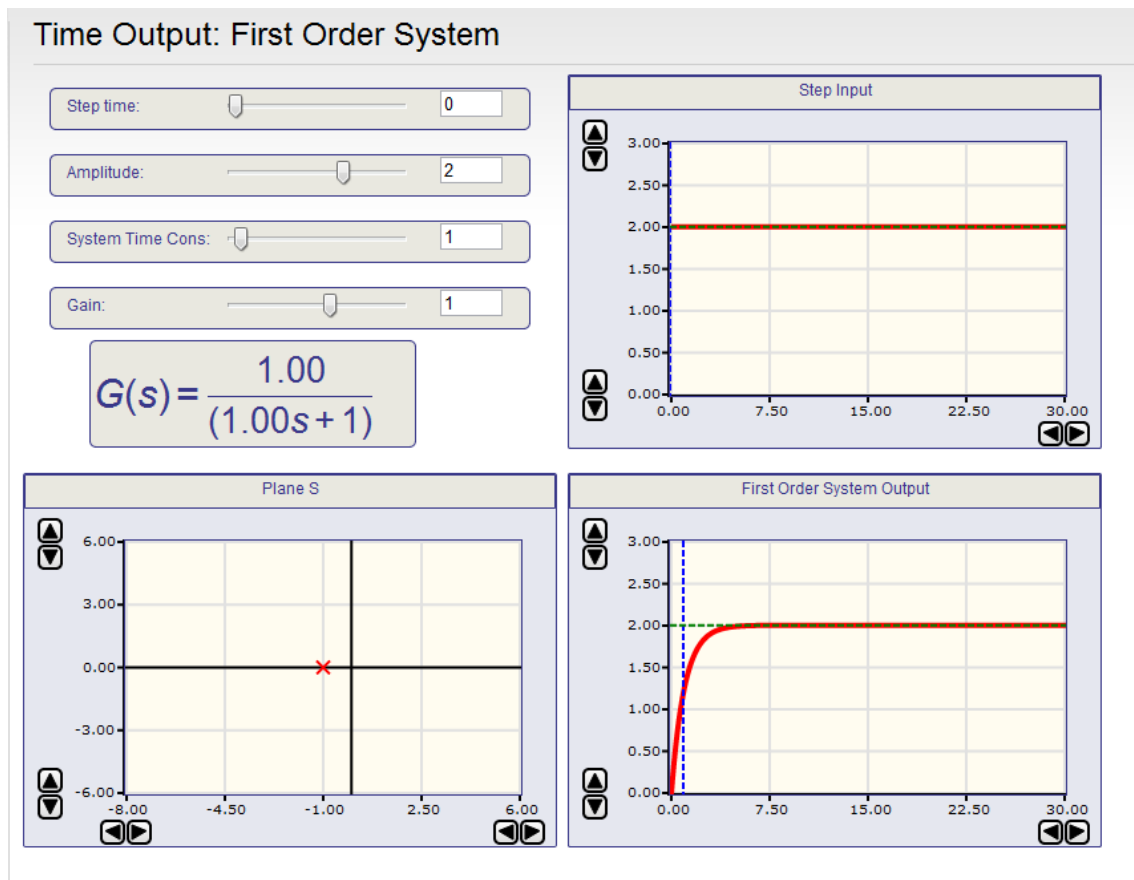 Time Output: First Order System
Step time: 0
Amplitude: 2
System Time Cons: 1
Gain: 1
G(s) = 1.00
(1.00s + 1)
Step Input
3.00
2.50
2.00
1.50
1.00
0.50
0.00
0.00 7.50 15.00 22.50 30.00
Plane S
6.00
3.00
0.00
-3.00
-6.00
-8.00 -4.50 -1.00 2.50 6.00
First Order System Output
3.00
2.50
2.00
1.50
1.00
0.50
0.00
0.00 7.50 15.00 22.50 30.00